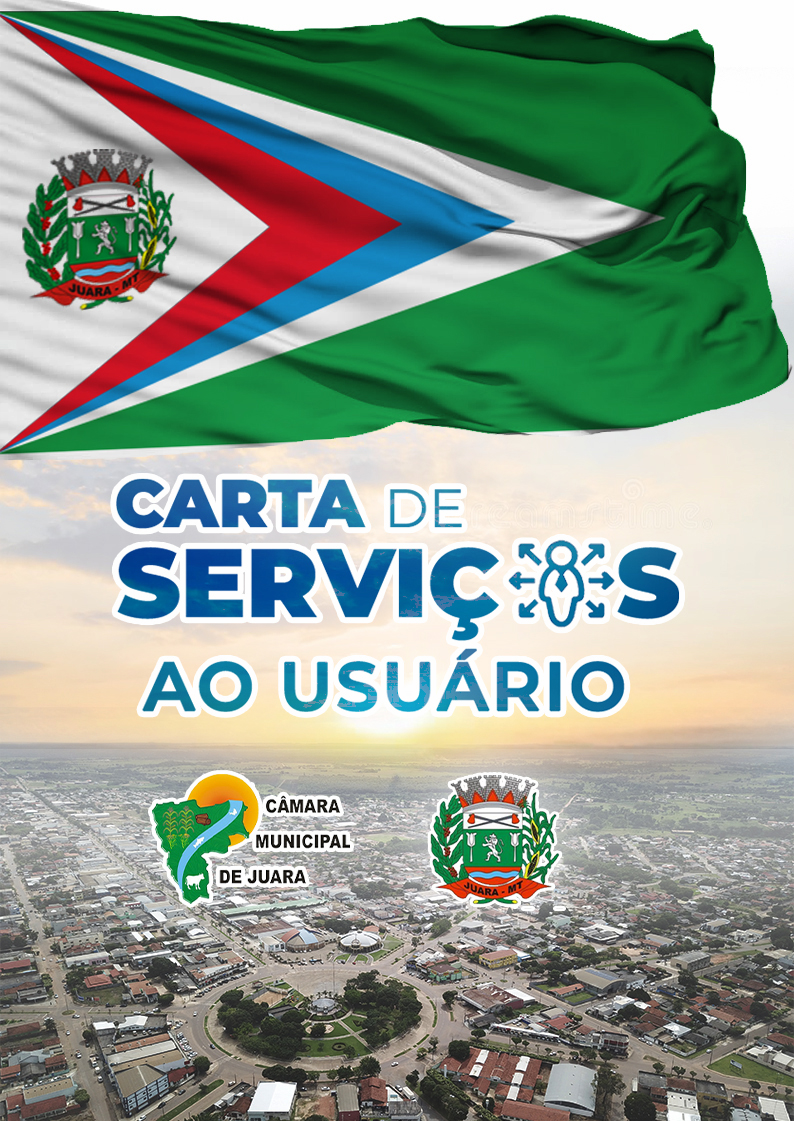 JUARA - MT
CARTA DE
SERVIÇOS
AO USUÁRIO
CÂMARA
MUNICIPAL
DE JUARA
JUARA - MT